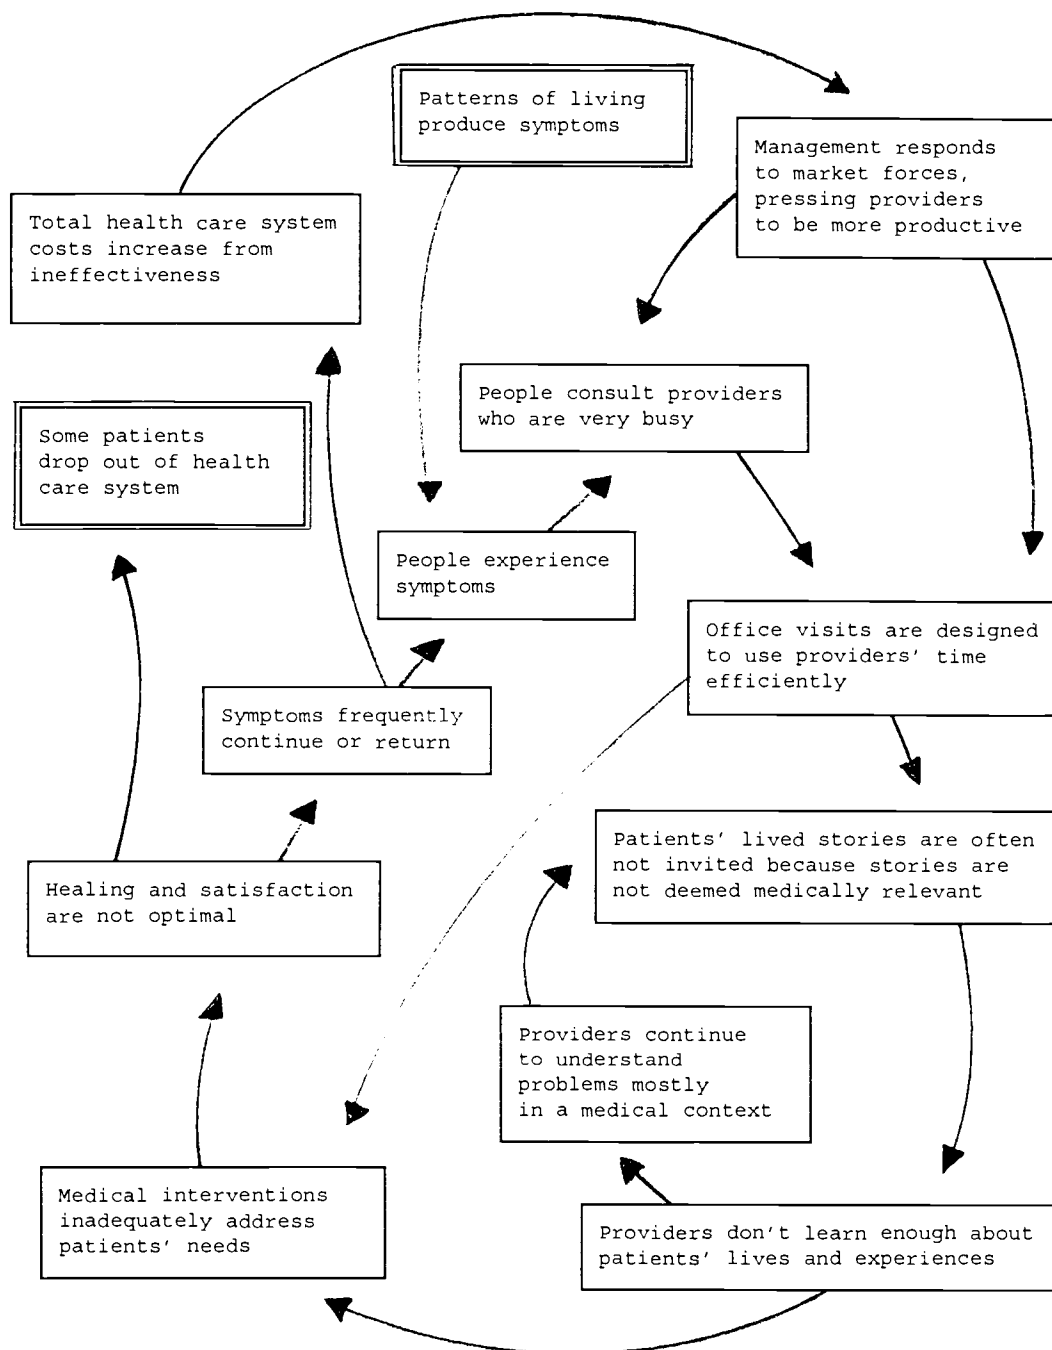 Patterns of living
produce symptoms
Management responds
to market forces,
pressing providers
to be more productive
Total health care system
costs increase from
ineffectiveness
People consult providers
who are very busy
Some patients
drop out of health
care system
People experience
symptoms
Office visits are designed
to use providers' time
efficiently
Symptoms frequently
continue or return
Patients' lived stories are often
not invited because stories are
not deemed medically relevant
Healing and satisfaction
are not optimal
Providers continue
to understand
problems mostly
in a medical context
Medical interventions
inadequately address
patients' needs
Providers don't learn enough about
patients' lives and experiences